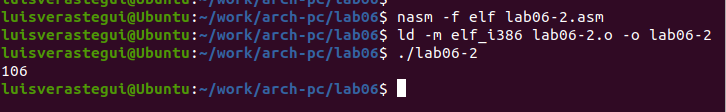 luisverastegui@Ubuntu:~/work/arch-pc/lab06$ nasm -f elf lab06-2.asm
luisverastegui@Ubuntu:~/work/arch-pc/lab06$ ld -m elf_i386 lab06-2.o -o lab06-2
luisverastegui@Ubuntu:~/work/arch-pc/lab06$ ./lab06-2
106
luisverastegui@Ubuntu:~/work/arch-pc/lab06$